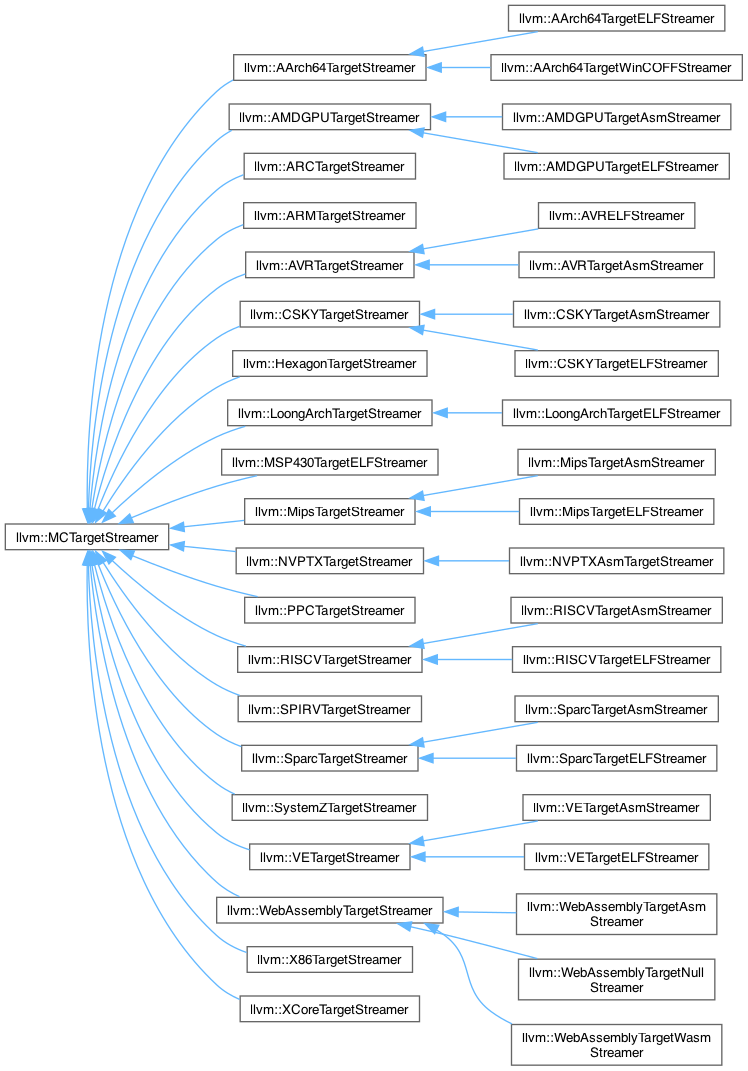 llvm::AArch64TargetELFStreamer
llvm::AArch64TargetStreamer
llvm::AArch64TargetWinCOFFStreamer
llvm::AMDGPUTargetStreamer
llvm::AMDGPUTargetAsmStreamer
llvm::AMDGPUTargetELFStreamer
llvm::ARCTargetStreamer
llvm::ARMTargetStreamer
llvm::AVRELFStreamer
llvm::AVRTargetStreamer
llvm::AVRTargetAsmStreamer
llvm::CSKYTargetStreamer
llvm::CSKYTargetAsmStreamer
llvm::CSKYTargetELFStreamer
llvm::HexagonTargetStreamer
llvm::LoongArchTargetStreamer
llvm::LoongArchTargetELFStreamer
llvm::MSP430TargetELFStreamer
llvm::MipsTargetAsmStreamer
llvm::MipsTargetStreamer
llvm::MipsTargetELFStreamer
llvm::MCTargetStreamer
llvm::NVPTXTargetStreamer
llvm::NVPTXAsmTargetStreamer
llvm::PPCTargetStreamer
llvm::RISCVTargetAsmStreamer
llvm::RISCVTargetStreamer
llvm::RISCVTargetELFStreamer
llvm::SPIRVTargetStreamer
llvm::SparcTargetAsmStreamer
llvm::SparcTargetStreamer
llvm::SparcTargetELFStreamer
llvm::SystemZTargetStreamer
llvm::VETargetAsmStreamer
llvm::VETargetStreamer
llvm::VETargetELFStreamer
llvm::WebAssemblyTargetStreamer
llvm::WebAssemblyTargetAsm
Streamer
llvm::X86TargetStreamer
llvm::WebAssemblyTargetNull
Streamer
llvm::XCoreTargetStreamer
llvm::WebAssemblyTargetWasm
Streamer